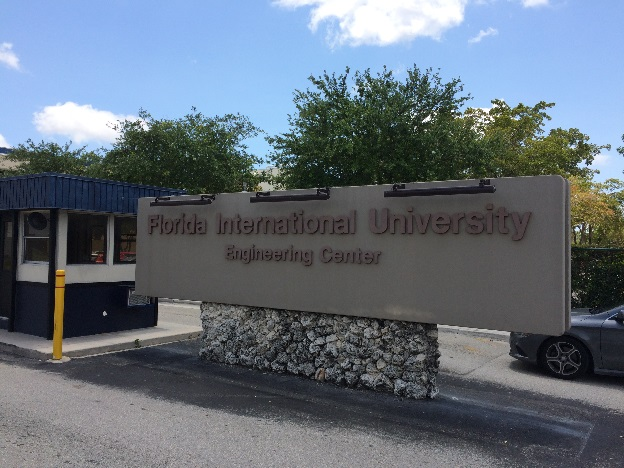 Florida International University
Engineering Center